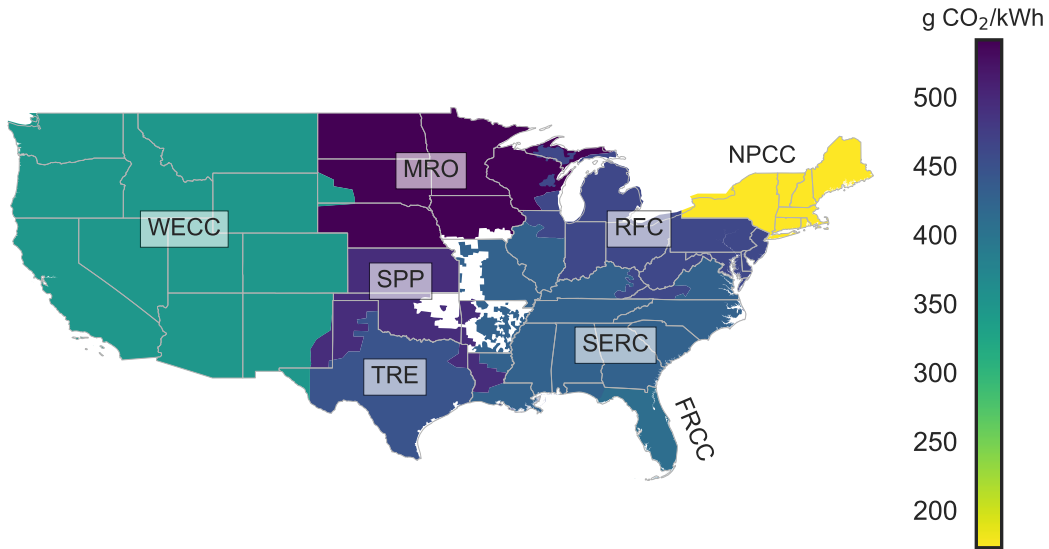 g CO₂/kWh
500
450
400
350
300
250
200
NPCC
MRO
WECC
RFC
SPP
SERC
TRE
FRCC